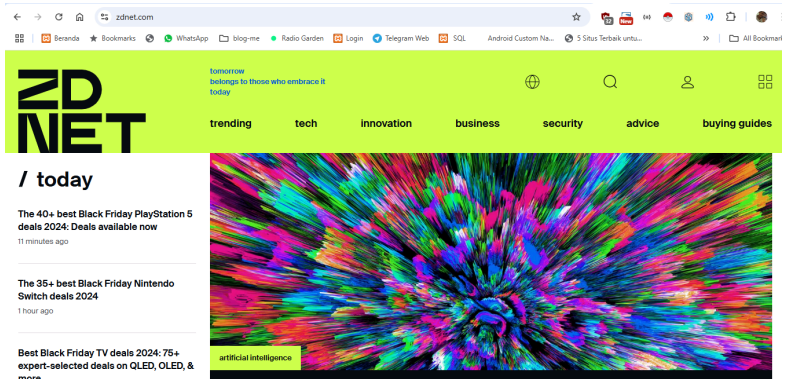 zdnet.com
32
New
Beranda
Bookmarks
WhatsApp
blog-me
Radio Garden
Login
Telegram Web
SQL
Android Custom Na...
5 Situs Terbaik untu...
»
All Bookmark
ZD
NET
tomorrow
belongs to those who embrace it
today
trending
tech
innovation
business
security
advice
buying guides
/ today
The 40+ best Black Friday PlayStation 5
deals 2024: Deals available now
11 minutes ago
The 35+ best Black Friday Nintendo
Switch deals 2024
1 hour ago
Best Black Friday TV deals 2024: 75+
expert-selected deals on QLED, OLED, &
more
artificial intelligence